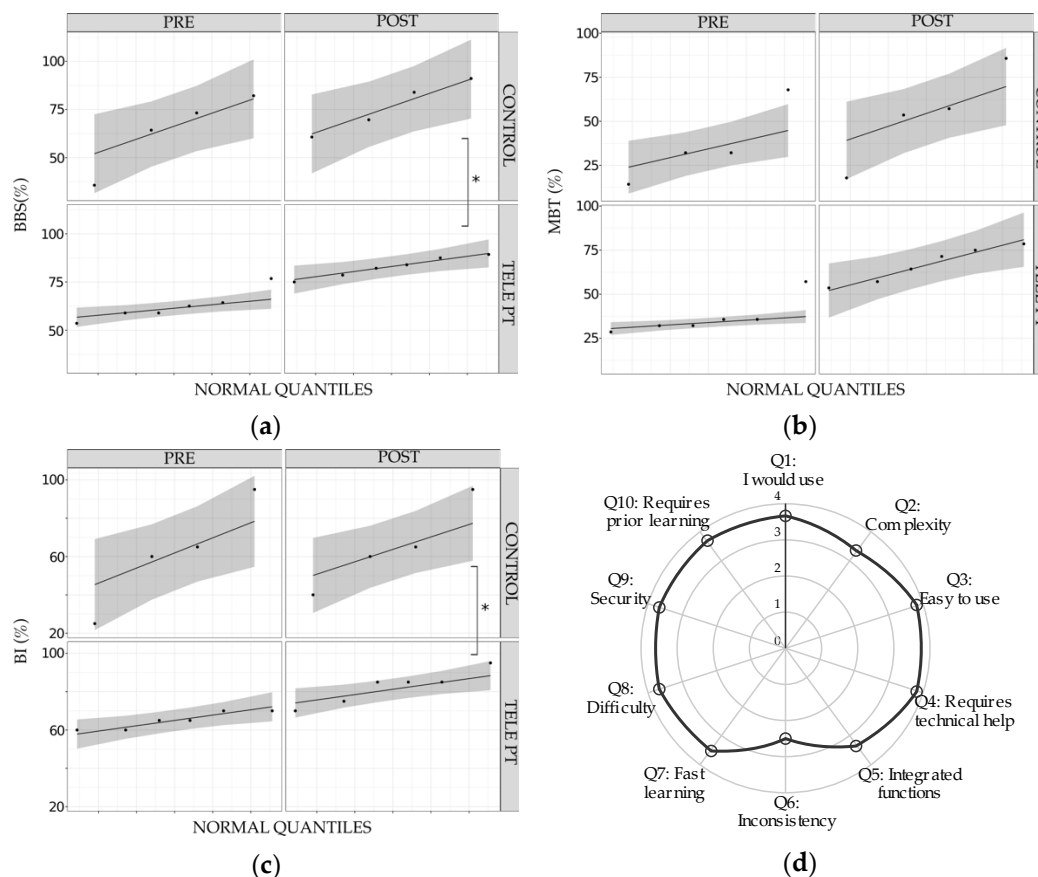 PRE
POST
BBS(%)
100
75
50
CONTROL
*
100
75
50
TELE PT
NORMAL QUANTILES
(a)
PRE
POST
MBT (%)
100
75
50
25
75
50
25
NORMAL QUANTILES
(b)
PRE
POST
BI (%)
100
60
20
CONTROL
*
100
60
20
TELE PT
NORMAL QUANTILES
(c)
Q1:
I would use
Q2:
Complexity
Q3:
Easy to use
Q4: Requires
technical help
Q5: Integrated
functions
Q6:
Inconsistency
Q7: Fast
learning
Q8:
Difficulty
Q9:
Security
Q10: Requires
prior learning
4
3
2
1
0
(d)